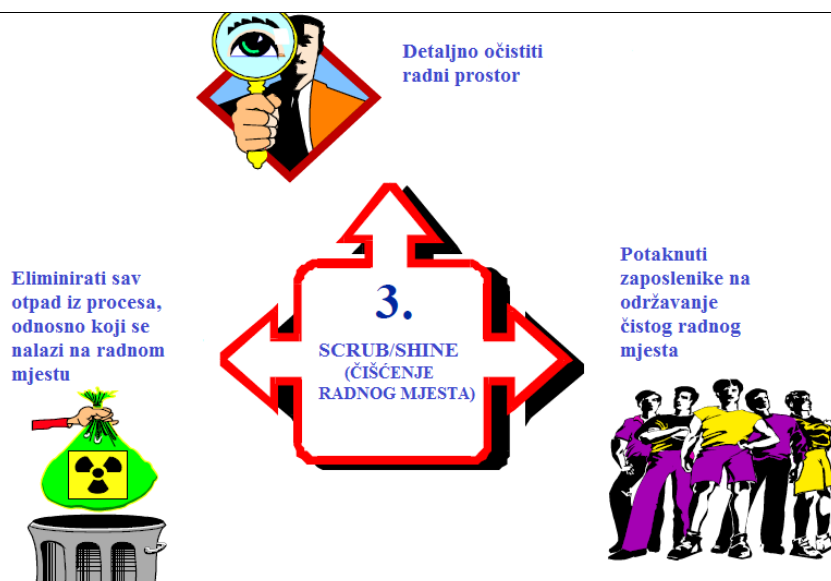 Detaljno očistiti
radni prostor
Eliminirati sav
otpad iz procesa,
odnosno koji se
nalazi na radnom
mjestu
3.
SCRUB/SHINE
(ČIŠĆENJE
RADNOG MJESTA)
Potaknuti
zaposlenike na
održavanje
čistog radnog
mjesta